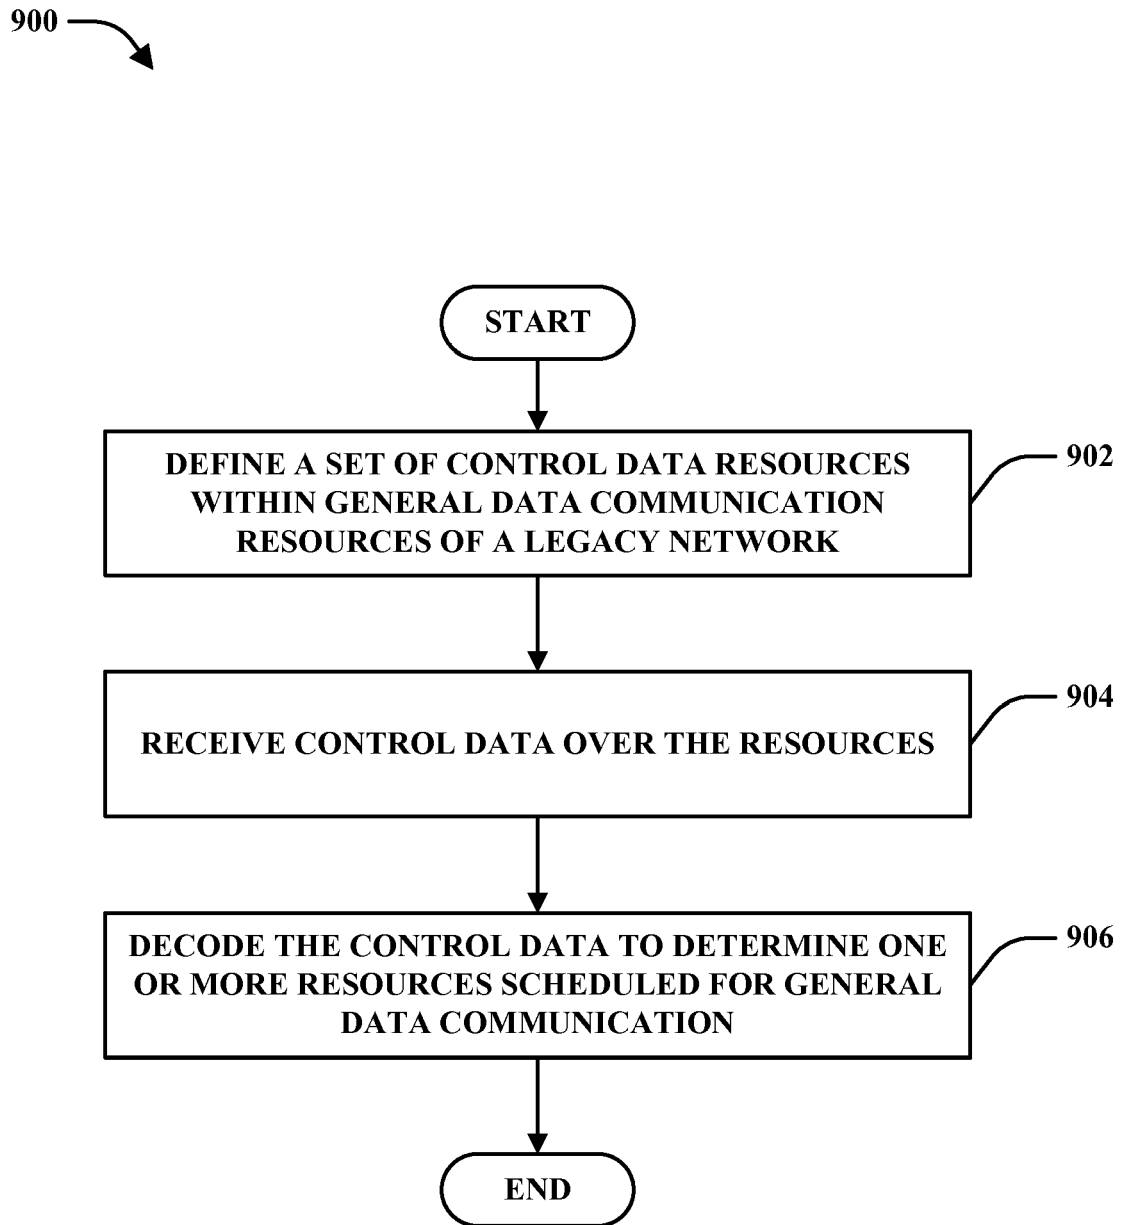 900
START
DEFINE A SET OF CONTROL DATA RESOURCES
WITHIN GENERAL DATA COMMUNICATION
RESOURCES OF A LEGACY NETWORK
902
RECEIVE CONTROL DATA OVER THE RESOURCES
904
DECODE THE CONTROL DATA TO DETERMINE ONE
OR MORE RESOURCES SCHEDULED FOR GENERAL
DATA COMMUNICATION
906
END